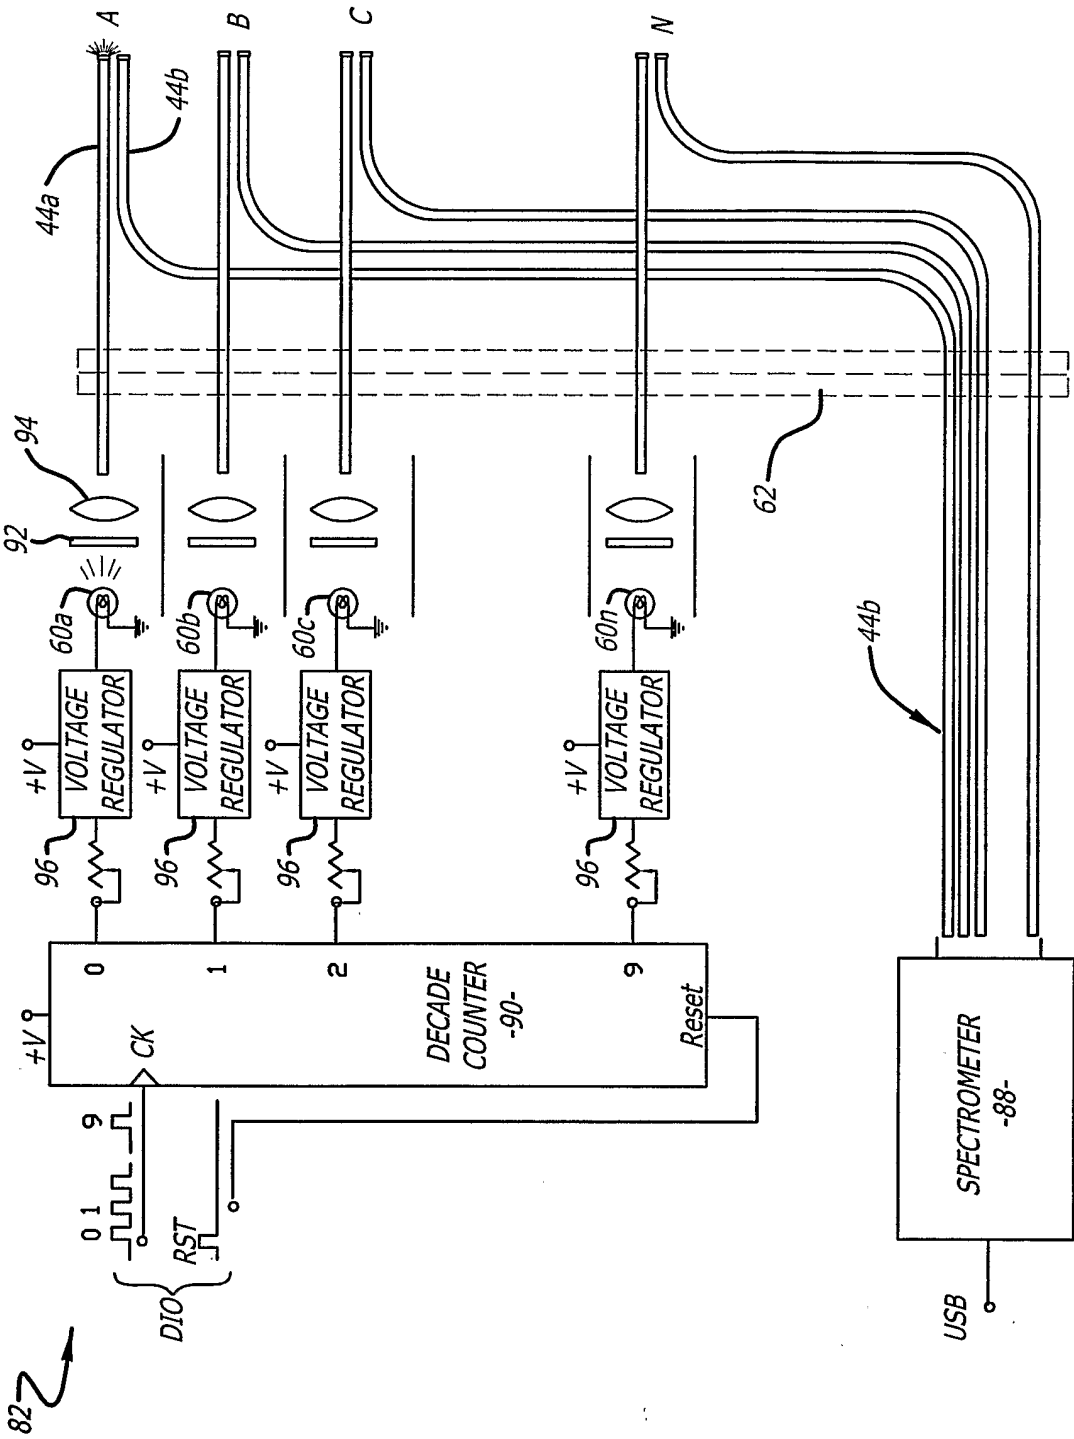 82
DIO
0 1 9
RST
+V
CK
0
1
2
9
DECADE
COUNTER
-90-
Reset
96
+V
VOLTAGE
REGULATOR
60a
92
94
44a
44b
A
96
+V
VOLTAGE
REGULATOR
60b
B
96
+V
VOLTAGE
REGULATOR
60c
C
96
+V
VOLTAGE
REGULATOR
60n
N
62
44b
USB
SPECTROMETER
-88-